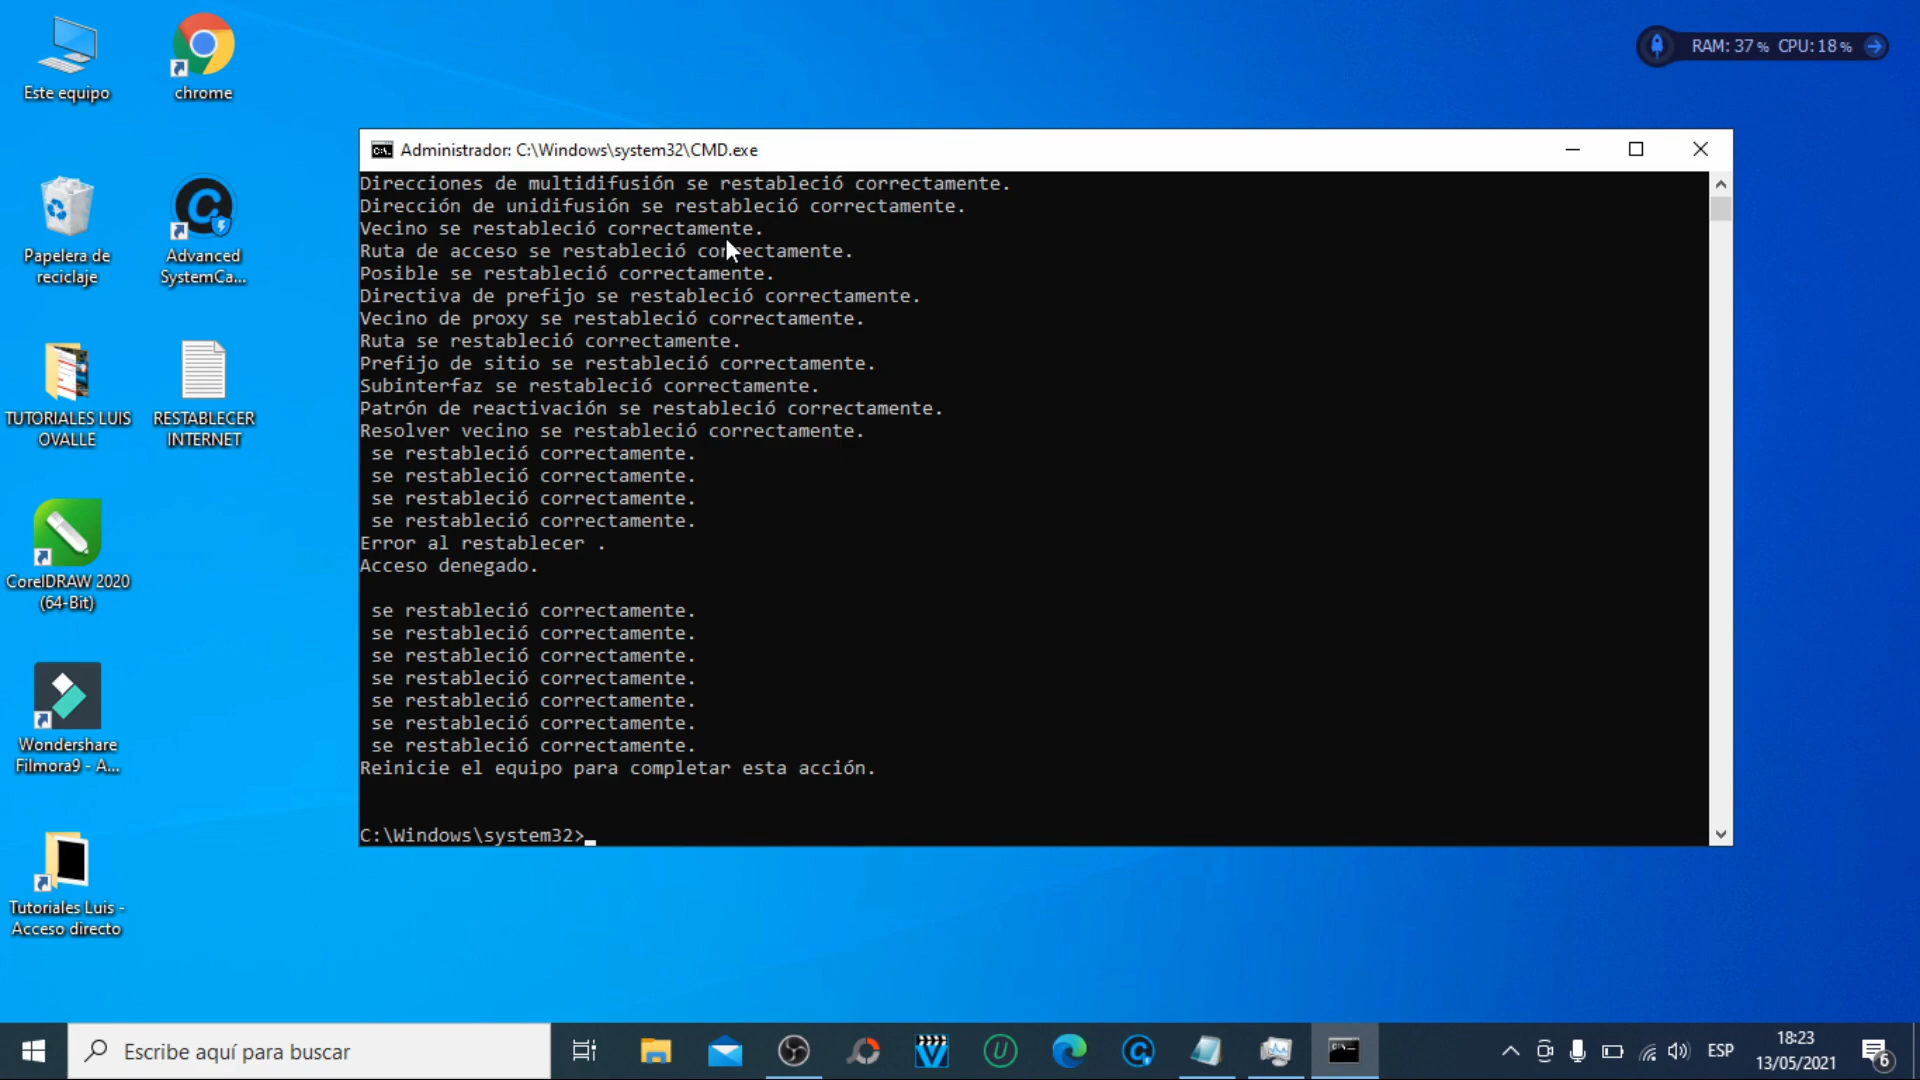 Este equipo
chrome
Papelera de
reciclaje
Advanced
SystemCa...
TUTORIALES LUIS
OVALLE
RESTABLECER
INTERNET
CorelDRAW 2020
(64-Bit)
Wondershare
Filmora9 - A...
Tutoriales Luis -
Acceso directo
RAM: 37 % CPU: 18 %
Administrador: C:\Windows\system32\CMD.exe
Direcciones de multidifusión se restableció correctamente.
Dirección de unidifusión se restableció correctamente.
Vecino se restableció correctamente.
Ruta de acceso se restableció correctamente.
Posible se restableció correctamente.
Directiva de prefijo se restableció correctamente.
Vecino de proxy se restableció correctamente.
Ruta se restableció correctamente.
Prefijo de sitio se restableció correctamente.
Subinterfaz se restableció correctamente.
Patrón de reactivación se restableció correctamente.
Resolver vecino se restableció correctamente.
se restableció correctamente.
se restableció correctamente.
se restableció correctamente.
se restableció correctamente.
Error al restablecer .
Acceso denegado.
se restableció correctamente.
se restableció correctamente.
se restableció correctamente.
se restableció correctamente.
se restableció correctamente.
se restableció correctamente.
se restableció correctamente.
Reinicie el equipo para completar esta acción.
C:\Windows\system32>
Escribe aquí para buscar
ESP
18:23
13/05/2021
6